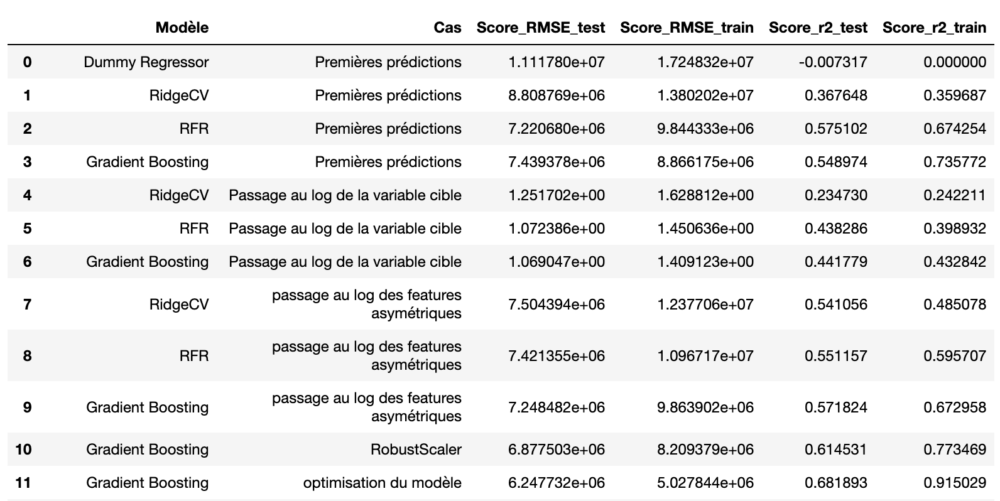 Modèle Cas Score_RMSE_test Score_RMSE_train Score_r2_test Score_r2_train
0 Dummy Regressor Premières prédictions 1.111780e+07 1.724832e+07 -0.007317 0.000000
1 RidgeCV Premières prédictions 8.808769e+06 1.380202e+07 0.367648 0.359687
2 RFR Premières prédictions 7.220680e+06 9.844333e+06 0.575102 0.674254
3 Gradient Boosting Premières prédictions 7.439378e+06 8.866175e+06 0.548974 0.735772
4 RidgeCV Passage au log de la variable cible 1.251702e+00 1.628812e+00 0.234730 0.242211
5 RFR Passage au log de la variable cible 1.072386e+00 1.450636e+00 0.438286 0.398932
6 Gradient Boosting Passage au log de la variable cible 1.069047e+00 1.409123e+00 0.441779 0.432842
7 RidgeCV passage au log des features
asymétriques 7.504394e+06 1.237706e+07 0.541056 0.485078
8 RFR passage au log des features
asymétriques 7.421355e+06 1.096717e+07 0.551157 0.595707
9 Gradient Boosting passage au log des features
asymétriques 7.248482e+06 9.863902e+06 0.571824 0.672958
10 Gradient Boosting RobustScaler 6.877503e+06 8.209379e+06 0.614531 0.773469
11 Gradient Boosting optimisation du modèle 6.247732e+06 5.027844e+06 0.681893 0.915029